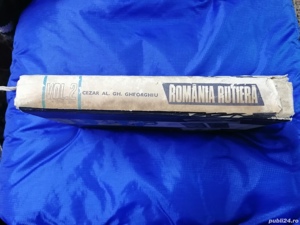 CEZAR AL. GH. GHEORGHIU
ROMÂNIA RUTIERĂ
publi24.ro